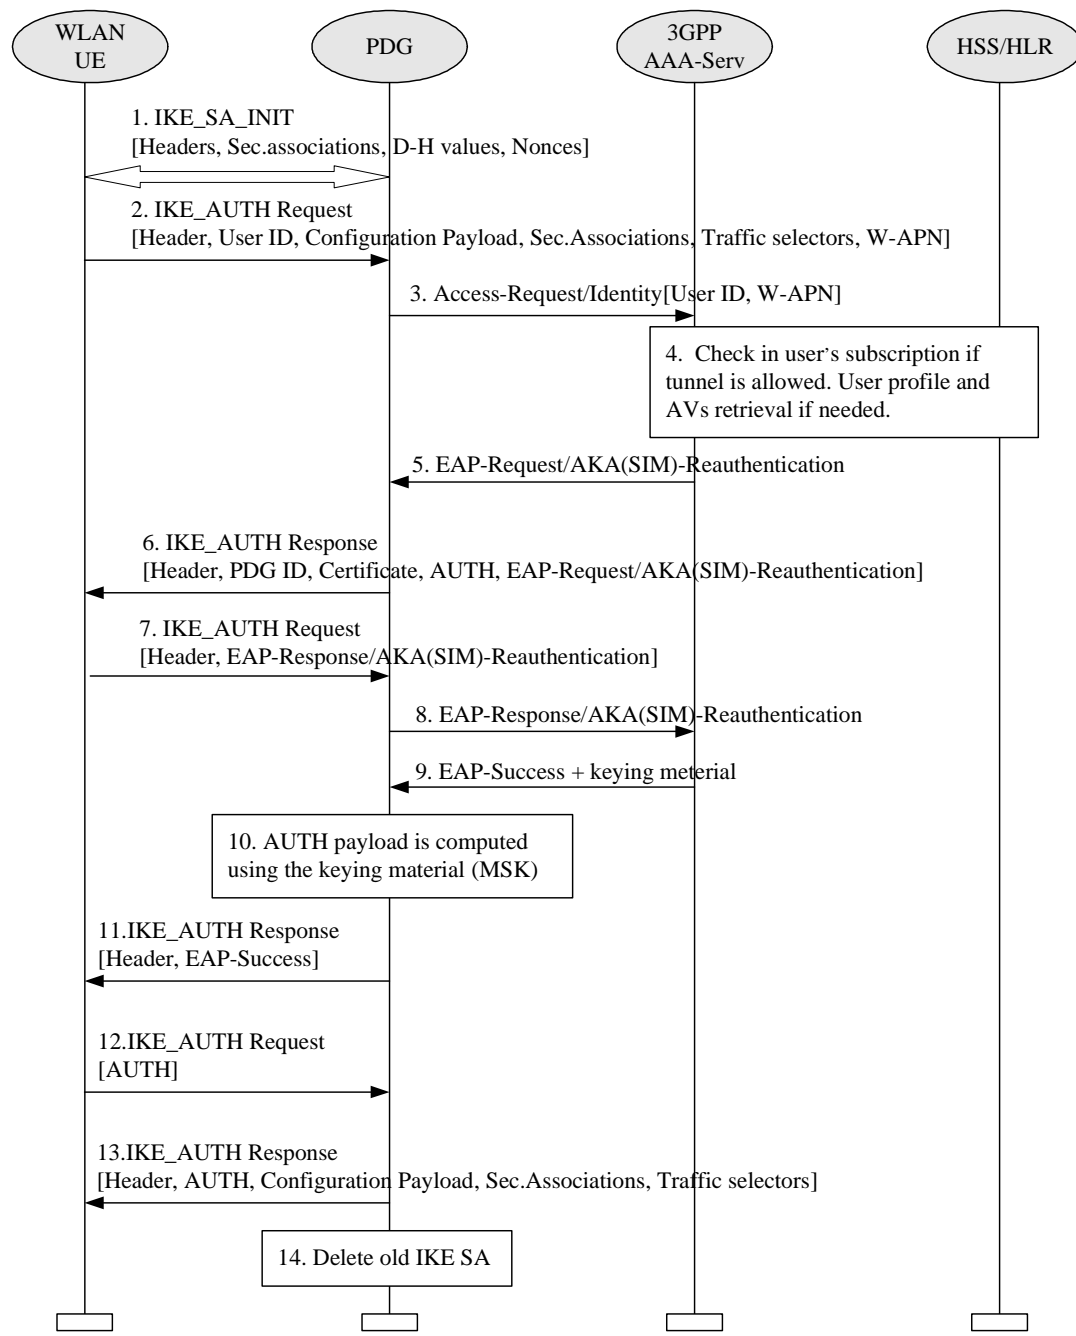 WLAN
UE
PDG
3GPP
AAA-Serv
HSS/HLR
1. IKE_SA_INIT
[Headers, Sec.associations, D-H values, Nonces]
2. IKE_AUTH Request
[Header, User ID, Configuration Payload, Sec.Associations, Traffic selectors, W-APN]
3. Access-Request/Identity[User ID, W-APN]
4. Check in user's subscription if
tunnel is allowed. User profile and
AVs retrieval if needed.
5. EAP-Request/AKA(SIM)-Reauthentication
6. IKE_AUTH Response
[Header, PDG ID, Certificate, AUTH, EAP-Request/AKA(SIM)-Reauthentication]
7. IKE_AUTH Request
[Header, EAP-Response/AKA(SIM)-Reauthentication]
8. EAP-Response/AKA(SIM)-Reauthentication
9. EAP-Success + keying meterial
10. AUTH payload is computed
using the keying material (MSK)
11.IKE_AUTH Response
[Header, EAP-Success]
12.IKE_AUTH Request
[AUTH]
13.IKE_AUTH Response
[Header, AUTH, Configuration Payload, Sec.Associations, Traffic selectors]
14. Delete old IKE SA